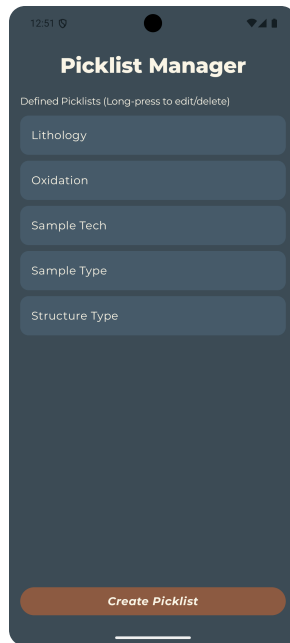 12:51
Picklist Manager
Defined Picklists (Long-press to edit/delete)
Lithology
Oxidation
Sample Tech
Sample Type
Structure Type
Create Picklist